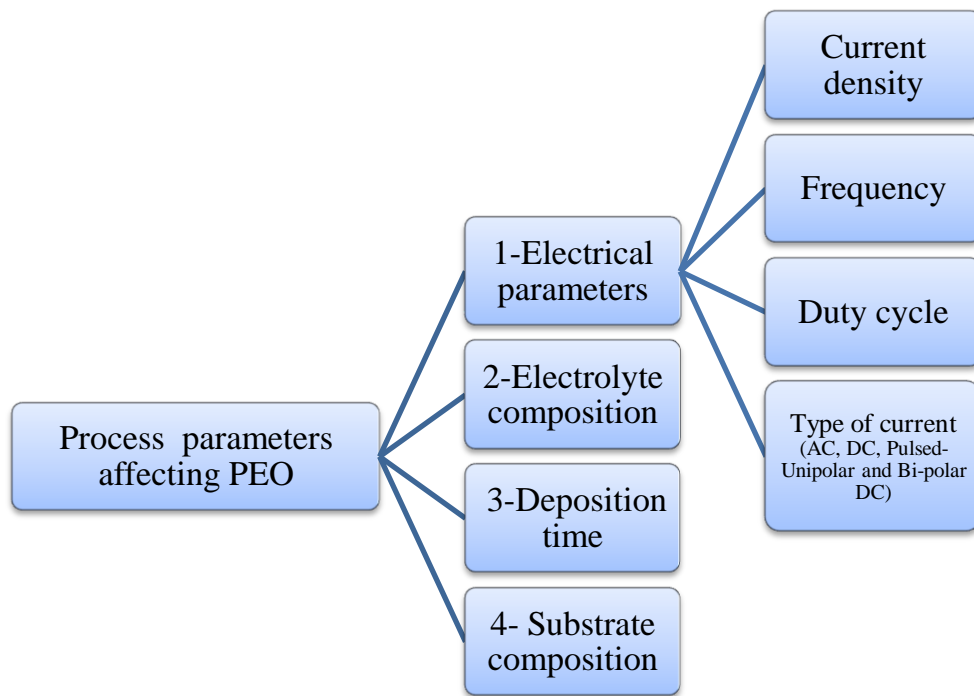 Process parameters
affecting PEO
1-Electrical
parameters
2-Electrolyte
composition
3-Deposition
time
4- Substrate
composition
Current
density
Frequency
Duty cycle
Type of current
(AC, DC, Pulsed-
Unipolar and Bi-polar
DC)